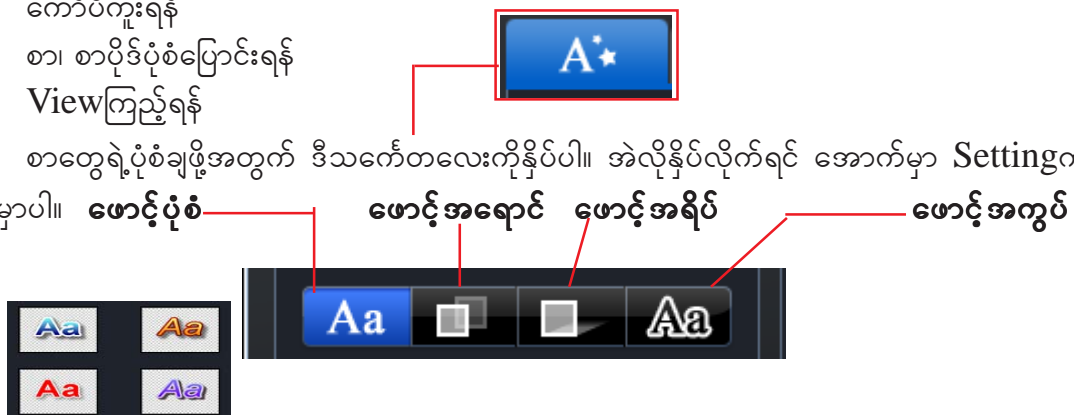 ကော်ပီကူးရန်
စာ၊ စာပိုဒ်ပုံစံပြောင်းရန်
Viewကြည့်ရန်
A
စာတွေရဲ့ပုံစံချဖို့အတွက် ဒီသင်္ကေတလေးကိုနှိပ်ပါ။ အဲလိုနှိပ်လိုက်ရင် အောက်မှာ Setting
မှာပါ။ ဖောင့်ပုံစံ ဖောင့်အရောင် ဖောင့်အရိပ် ဖောင့်အကွပ်
Aa Aa
Aa Aa
Aa Aa